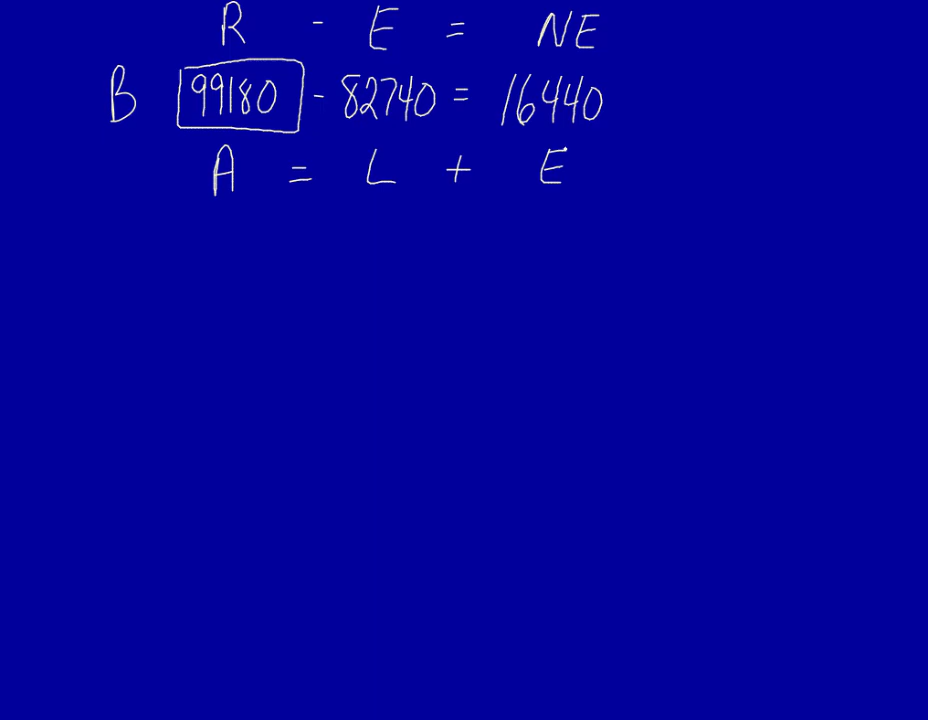 R - E = NE
B 99180 - 82740 = 16440
A = L + E